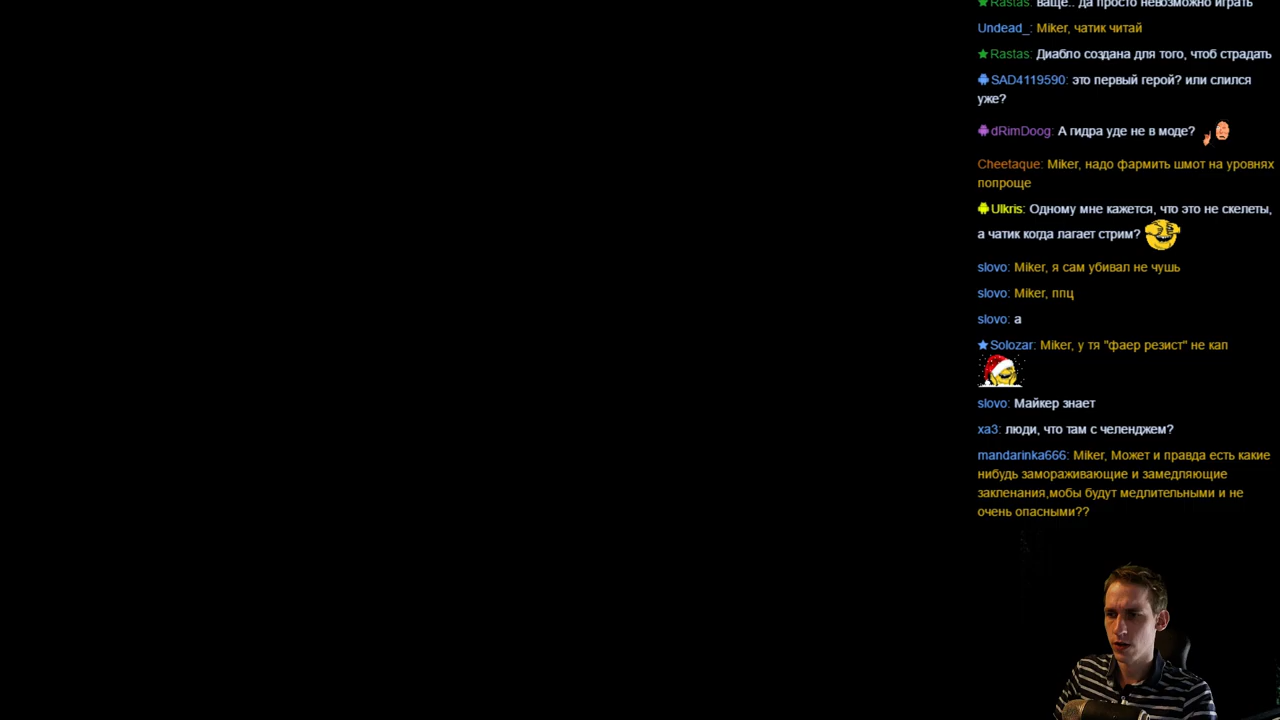 Rastas: ваще.. да просто невозможно играть
Undead_: Miker, чатик читай
Rastas: Диабло создана для того, чтоб страдать
SAD4119590: это первый герой? или слился
уже?
dRimDoog: А гидра уде не в моде?
Cheetaque: Miker, надо фармить шмот на уровнях
попроще
Ulkris: Одному мне кажется, что это не скелеты,
а чатик когда лагает стрим?
slovo: Miker, я сам убивал не чушь
slovo: Miker, ппц
slovo: а
Solozar: Miker, у тя "фаер резист" не кап
slovo: Майкер знает
xa3: люди, что там с челенджем?
mandarinka666: Miker, Может и правда есть какие
нибудь замораживающие и замедляющие
закленания,мобы будут медлительными и не
очень опасными??